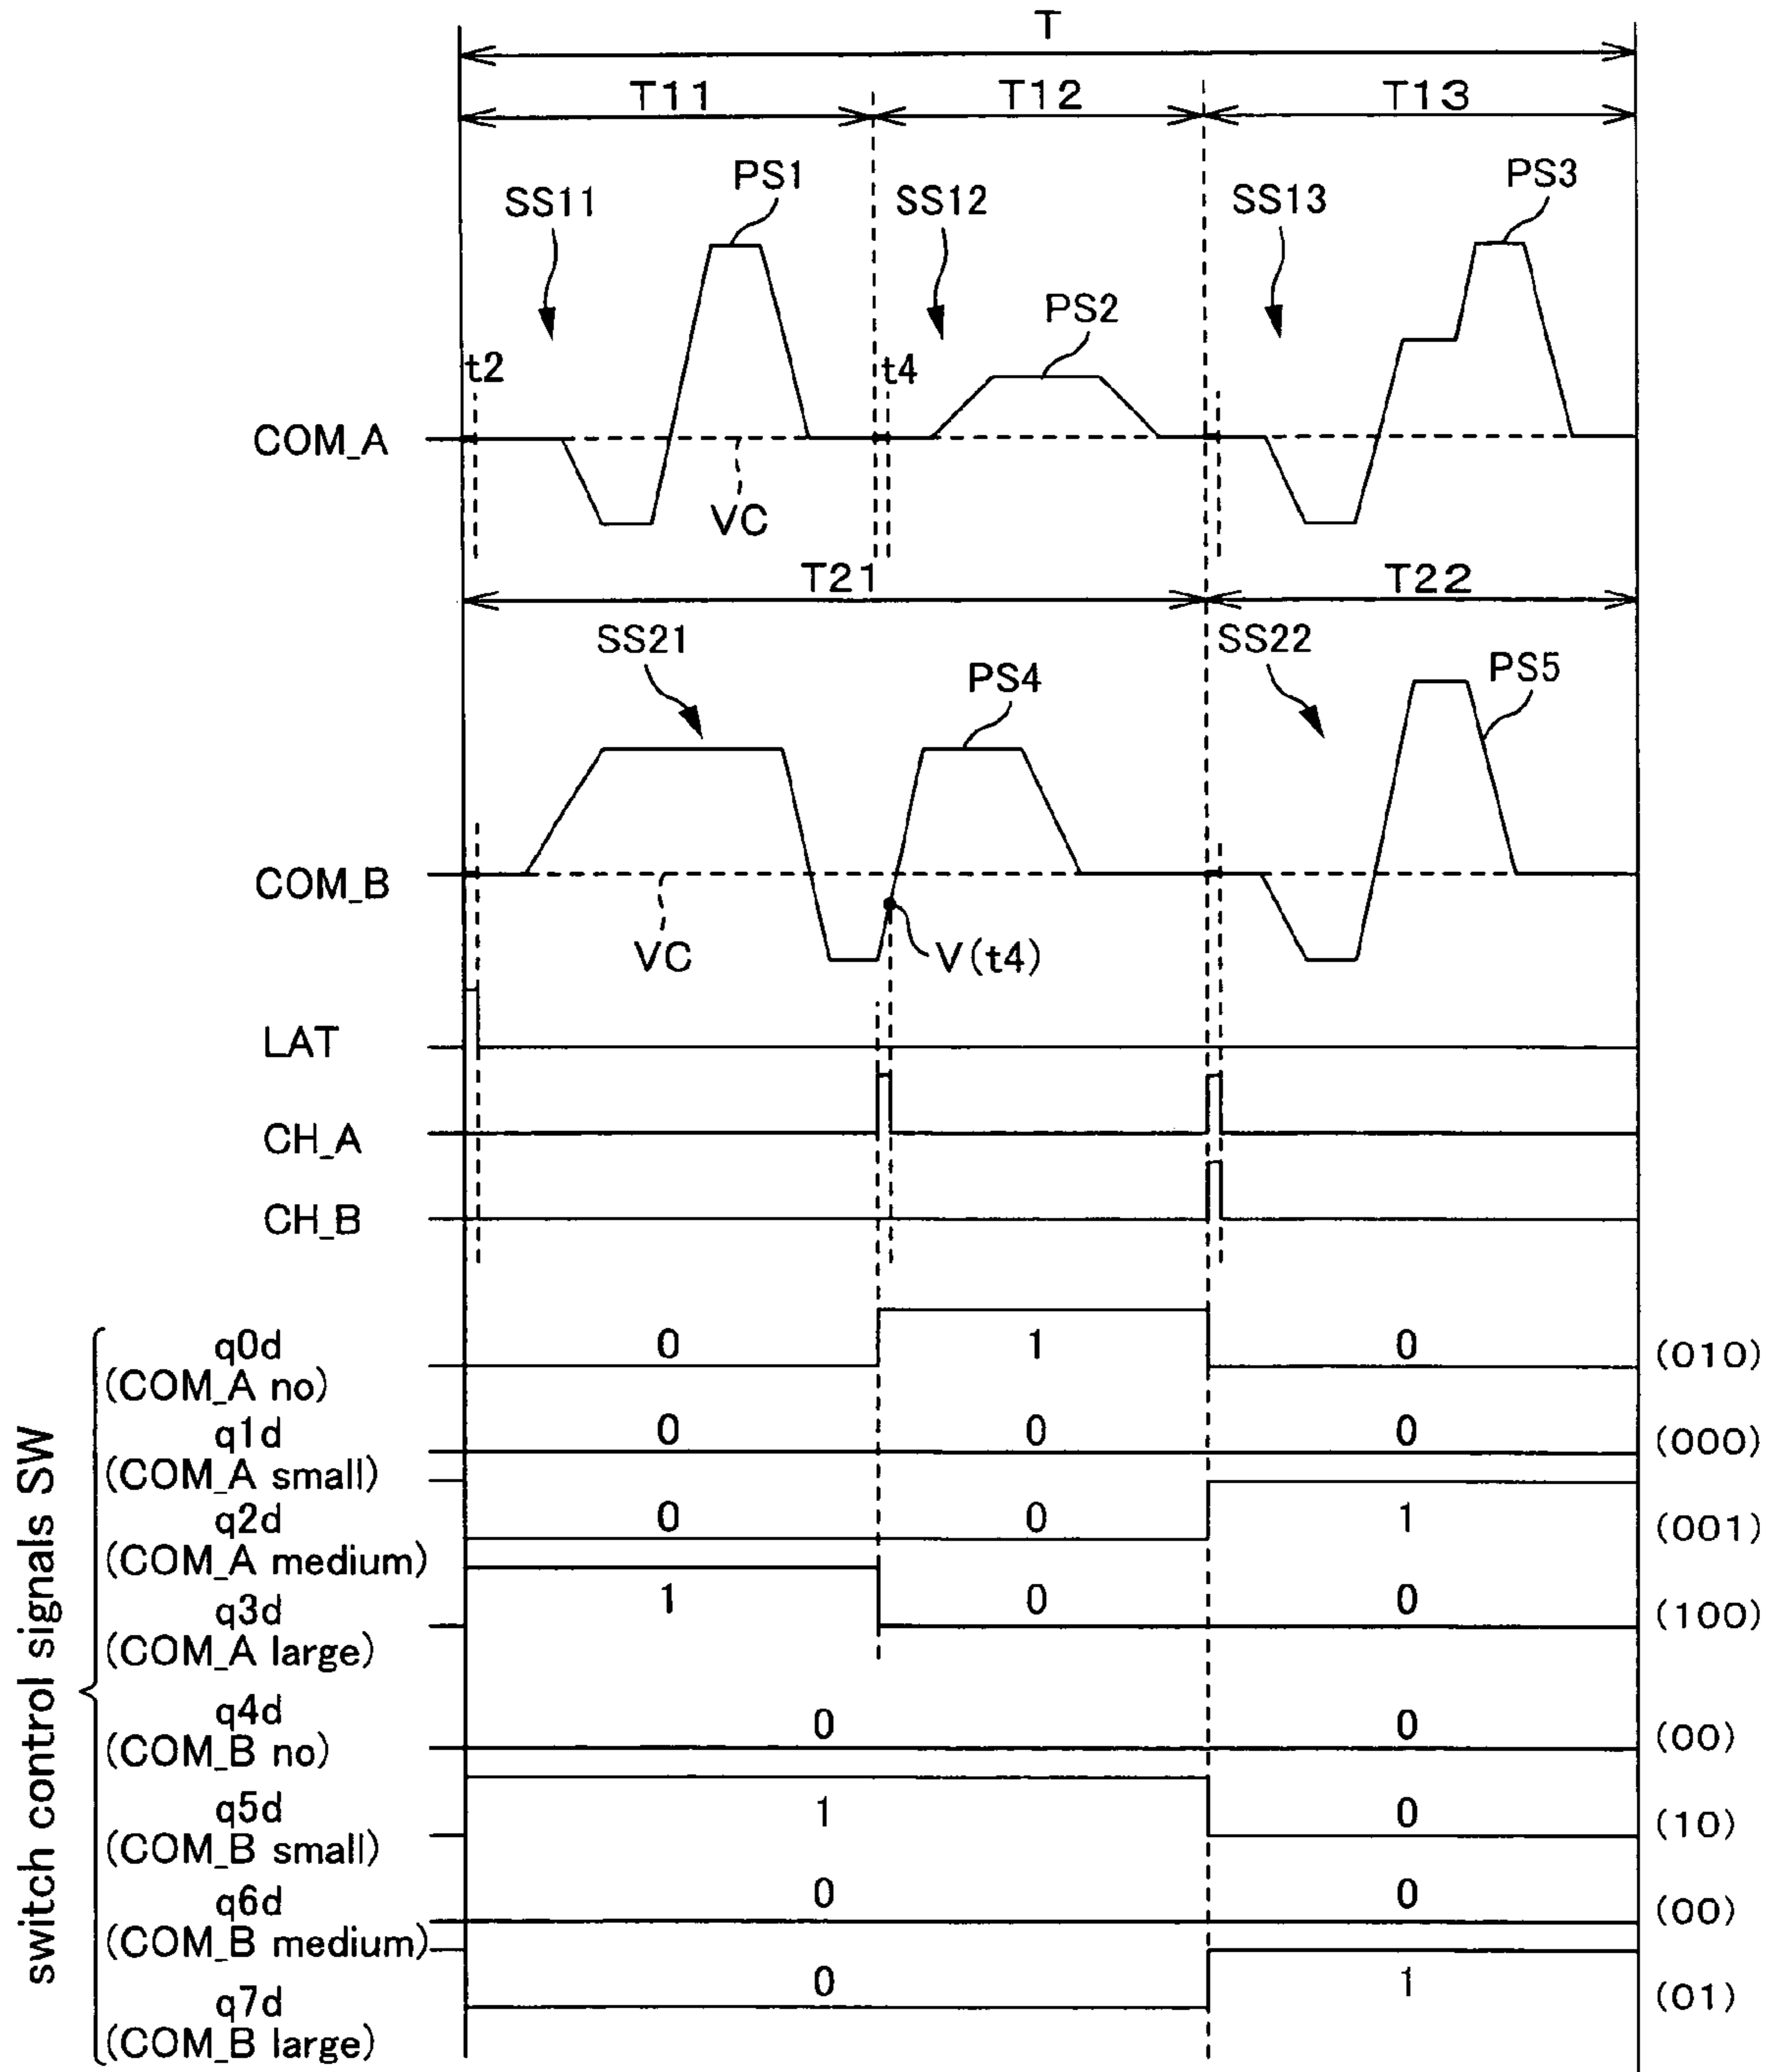 T
T11 T12 T13
PS1 PS3
SS11 SS12 SS13
PS2
t2 t4
COM_A
VC
T21 T22
SS21 SS22
PS4 PS5
COM_B
VC V(t4)
LAT
CH_A
CH_B
switch control signals SW
q0d 0 1 0 (010)
(COM_A no)
q1d 0 0 0 (000)
(COM_A small)
q2d 0 0 1 (001)
(COM_A medium)
q3d 1 0 0 (100)
(COM_A large)
q4d 0 0 (00)
(COM_B no)
q5d 1 0 (10)
(COM_B small)
q6d 0 0 (00)
(COM_B medium)
q7d 0 1 (01)
(COM_B large)